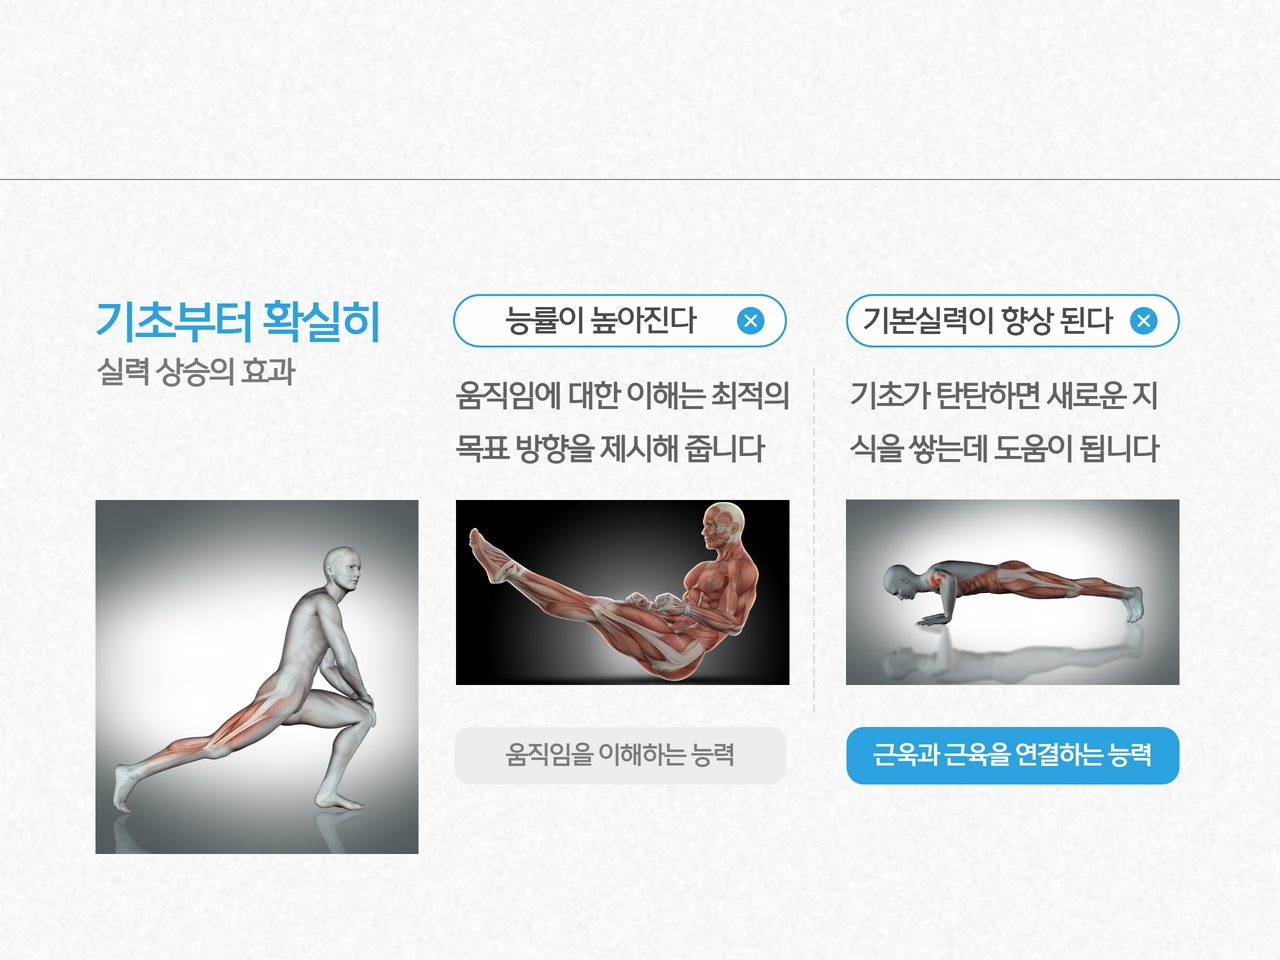 기초부터 확실히
실력 상승의 효과
능률이 높아진다
움직임에 대한 이해는 최적의
목표 방향을 제시해 줍니다
움직임을 이해하는 능력
기본실력이 향상 된다
기초가 탄탄하면 새로운 지
식을 쌓는데 도움이 됩니다
근욱과 근육을 연결하는 능력